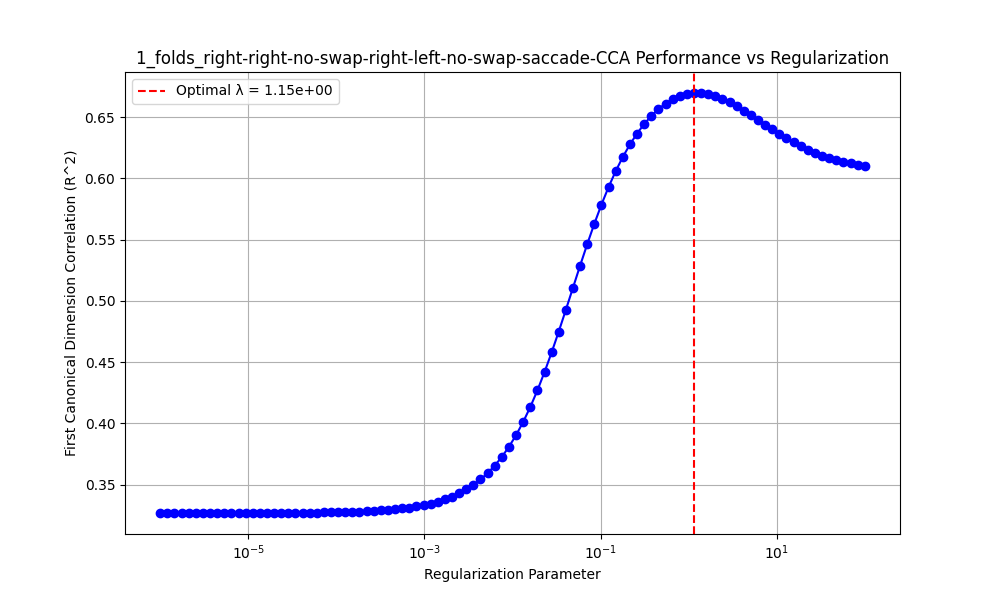 1_folds_right-right-no-swap-right-left-no-swap-saccade-CCA Performance vs Regularization
Optimal λ = 1.15e+00
First Canonical Dimension Correlation (R^2)
0.65
0.60
0.55
0.50
0.45
0.40
0.35
10⁻⁵
10⁻³
10⁻¹
10¹
Regularization Parameter